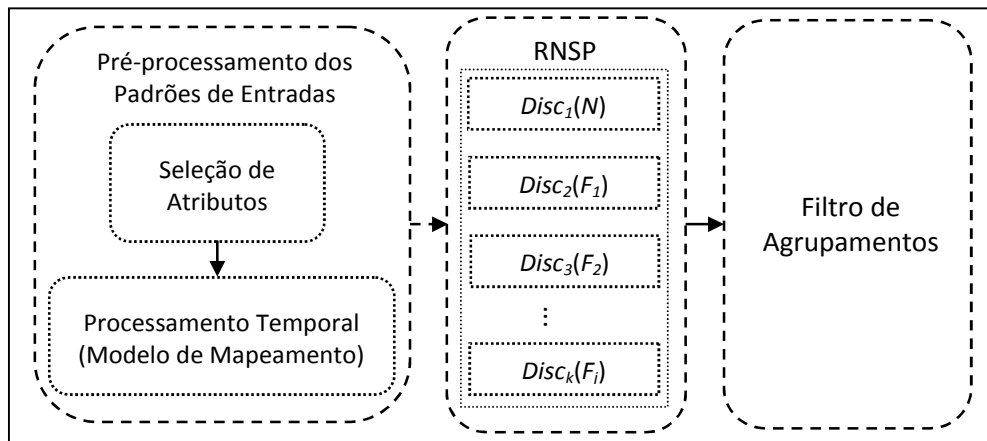 Pré-processamento dos
Padrões de Entradas
Seleção de
Atributos
Processamento Temporal
(Modelo de Mapeamento)
RNSP
Disc₁(N)
Disc₂(F₁)
Disc₃(F₂)
⋮
Discₖ(Fᵢ)
Filtro de
Agrupamentos